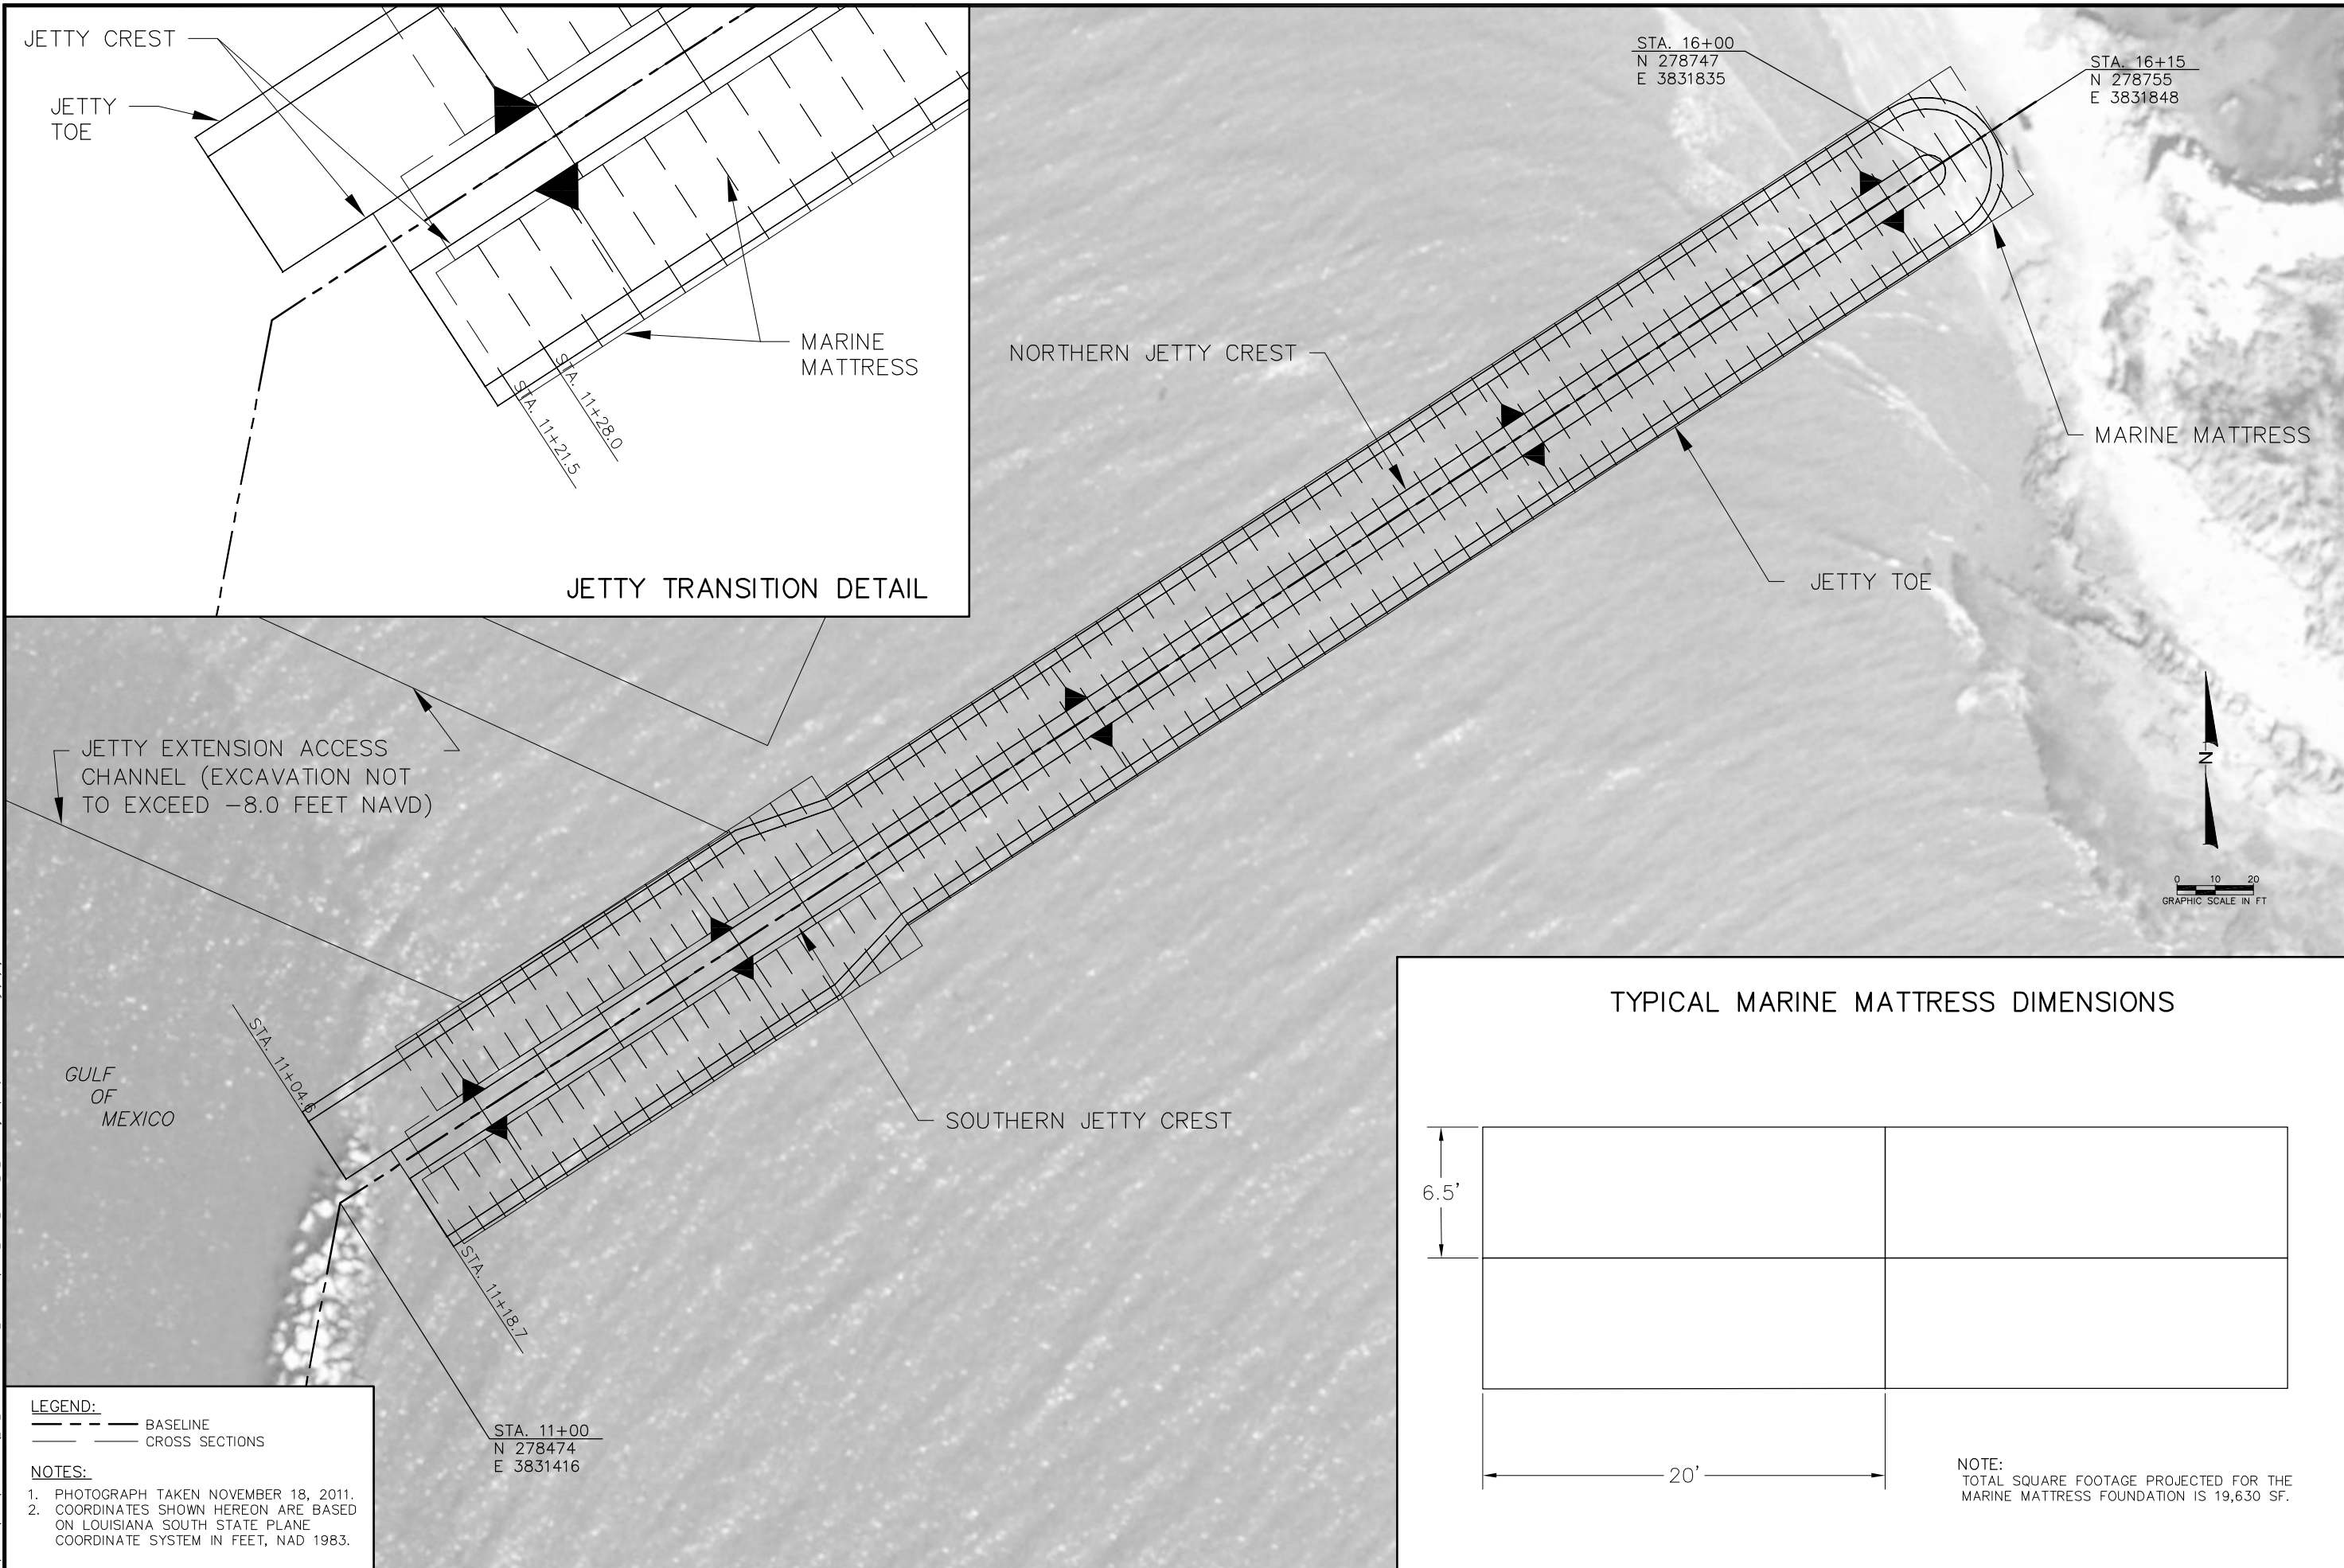 JETTY CREST
JETTY
TOE
MARINE
MATTRESS
STA. 11+28.0
STA. 11+21.5
JETTY TRANSITION DETAIL
STA. 16+00
N 278747
E 3831835
STA. 16+15
N 278755
E 3831848
NORTHERN JETTY CREST
MARINE MATTRESS
JETTY TOE
JETTY EXTENSION ACCESS
CHANNEL (EXCAVATION NOT
TO EXCEED −8.0 FEET NAVD)
N
0 10 20
GRAPHIC SCALE IN FT
STA. 11+04.6
GULF
OF
MEXICO
SOUTHERN JETTY CREST
STA. 11+18.7
STA. 11+00
N 278474
E 3831416
TYPICAL MARINE MATTRESS DIMENSIONS
6.5'
20'
NOTE:
TOTAL SQUARE FOOTAGE PROJECTED FOR THE
MARINE MATTRESS FOUNDATION IS 19,630 SF.
LEGEND:
BASELINE
CROSS SECTIONS
NOTES:
1. PHOTOGRAPH TAKEN NOVEMBER 18, 2011.
2. COORDINATES SHOWN HEREON ARE BASED
ON LOUISIANA SOUTH STATE PLANE
COORDINATE SYSTEM IN FEET, NAD 1983.